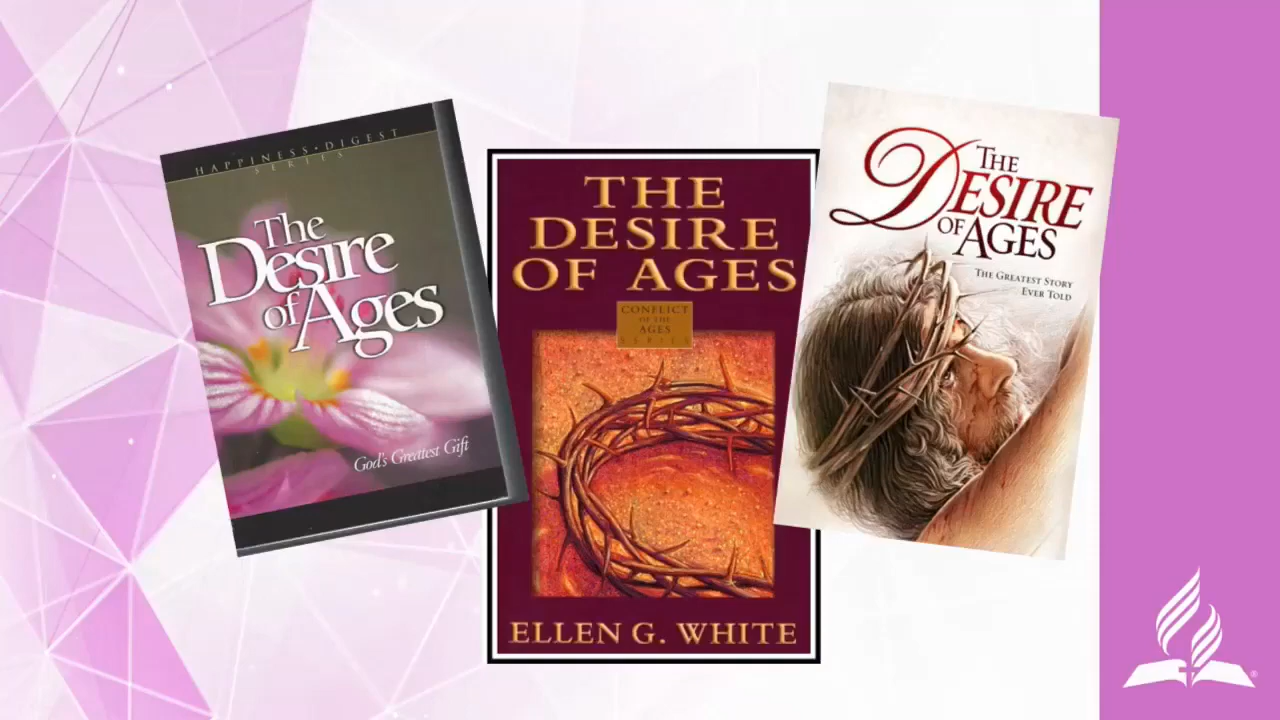 HAPPINESS • DIGEST
SERIES
The
Desire
of Ages
God's Greatest Gift
THE
DESIRE
OF AGES
CONFLICT
OF THE
AGES
SERIES
ELLEN G. WHITE
THE
DESIRE
OF AGES
THE GREATEST STORY
EVER TOLD
®